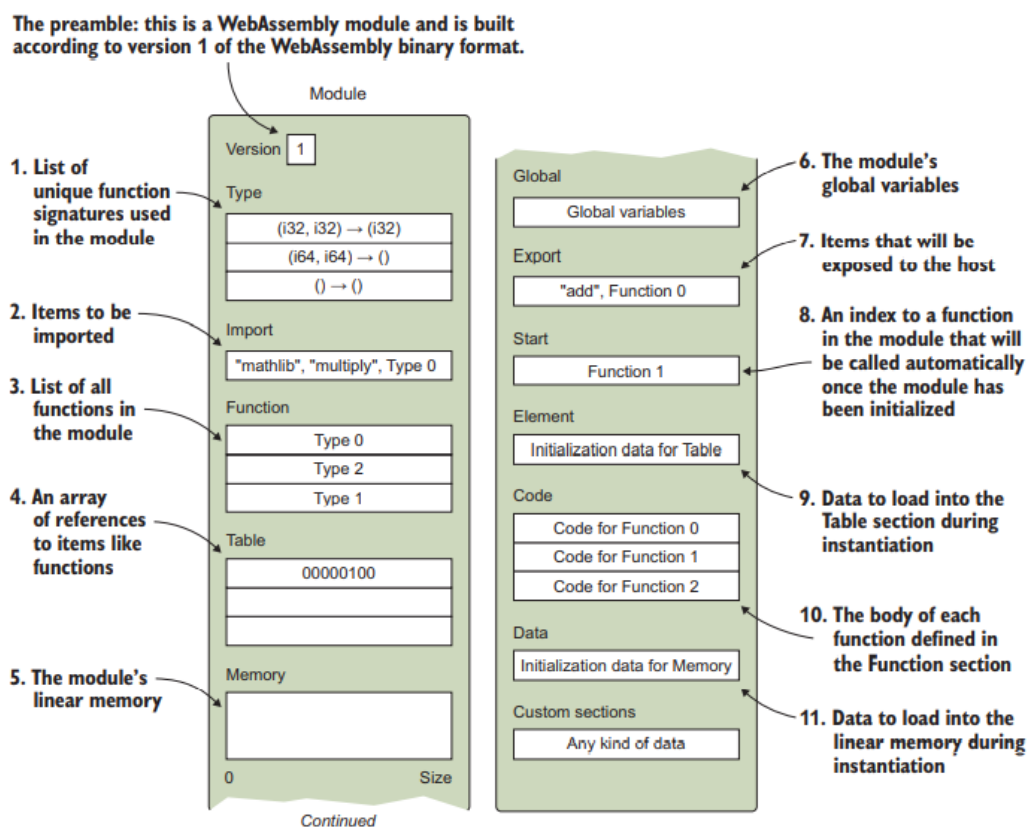 The preamble: this is a WebAssembly module and is built
according to version 1 of the WebAssembly binary format.
Module
Version 1
1. List of
unique function
signatures used
in the module
Type
(i32, i32) → (i32)
(i64, i64) → ()
() → ()
2. Items to be
imported
Import
"mathlib", "multiply", Type 0
3. List of all
functions in
the module
Function
Type 0
Type 2
Type 1
4. An array
of references
to items like
functions
Table
00000100
5. The module's
linear memory
Memory
0 Size
Continued
Global
Global variables
6. The module's
global variables
Export
"add", Function 0
7. Items that will be
exposed to the host
Start
Function 1
8. An index to a function
in the module that will
be called automatically
once the module has
been initialized
Element
Initialization data for Table
9. Data to load into the
Table section during
instantiation
Code
Code for Function 0
Code for Function 1
Code for Function 2
10. The body of each
function defined in
the Function section
Data
Initialization data for Memory
11. Data to load into the
linear memory during
instantiation
Custom sections
Any kind of data